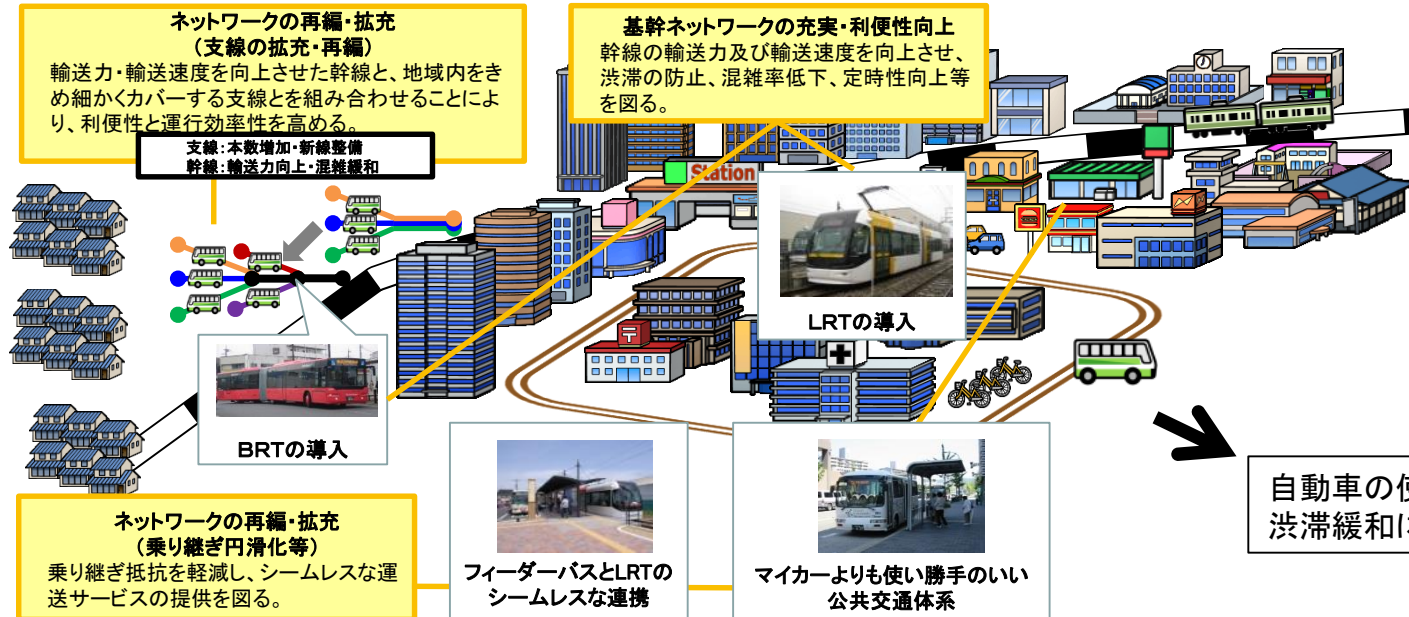 ネットワークの再編・拡充
(支線の拡充・再編)
輸送力・輸送速度を向上させた幹線と、地域内をき
め細かくカバーする支線とを組み合わせることによ
り、利便性と運行効率性を高める。
支線：本数増加・新線整備
幹線：輸送力向上・混雑緩和
基幹ネットワークの充実・利便性向上
幹線の輸送力及び輸送速度を向上させ、
渋滞の防止、混雑率低下、定時性向上等
を図る。
Station
LRTの導入
BRTの導入
ネットワークの再編・拡充
(乗り継ぎ円滑化等)
乗り継ぎ抵抗を軽減し、シームレスな運
送サービスの提供を図る。
フィーダーバスとLRTの
シームレスな連携
マイカーよりも使い勝手のいい
公共交通体系
自動車の使
渋滞緩和に